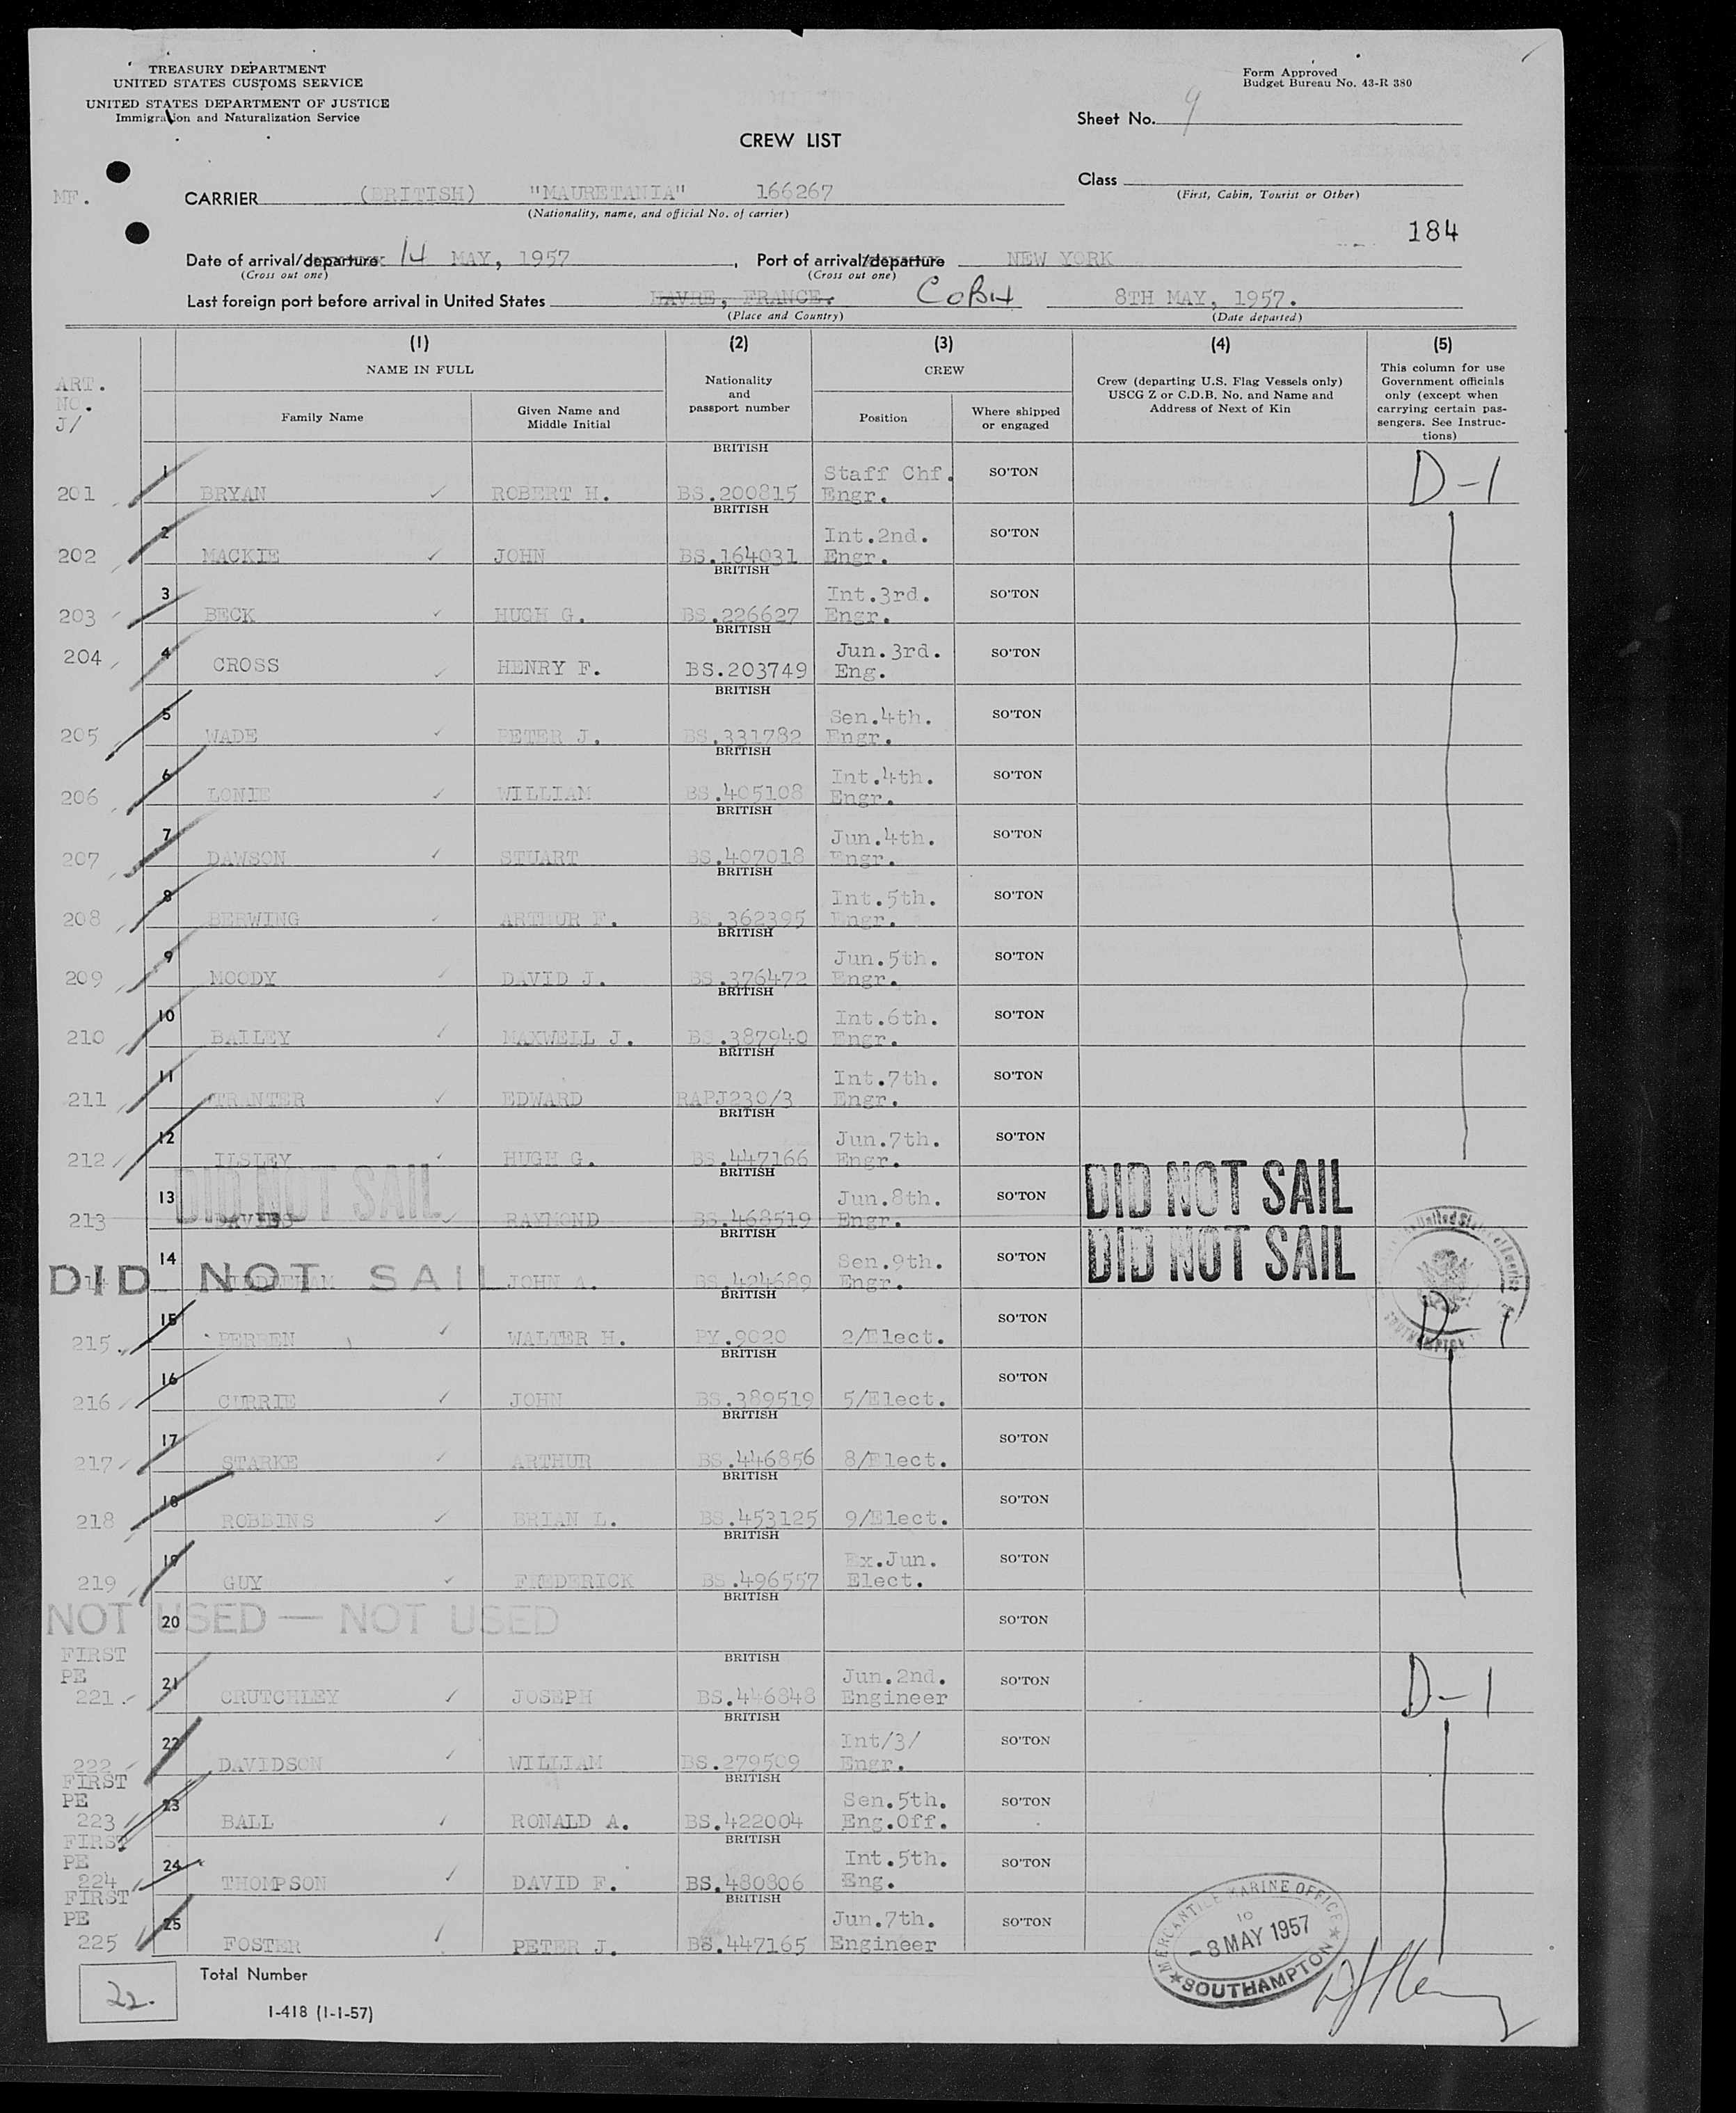 TREASURY DEPARTMENT
UNITED STATES CUSTOMS SERVICE
UNITED STATES DEPARTMENT OF JUSTICE
Immigration and Naturalization Service
Form Approved
Budget Bureau No. 43-R 380
Sheet No. 9
CREW LIST
Class
(First, Cabin, Tourist or Other)
MF.
CARRIER (BRITISH) "MAURETANIA" 166267
(Nationality, name, and official No. of carrier)
184
Date of arrival/departure 14 MAY, 1957, Port of arrival/departure NEW YORK
(Cross out one) (Cross out one)
Last foreign port before arrival in United States HAVRE, FRANCE. COBH 8TH MAY, 1957.
(Place and Country) (Date departed)
ART. NO. J/
(1) (2) (3) (4) (5)
NAME IN FULL
Family Name
Given Name and Middle Initial
Nationality and passport number
CREW
Position
Where shipped or engaged
Crew (departing U.S. Flag Vessels only)
USCG Z or C.D.B. No. and Name and
Address of Next of Kin
This column for use
Government officials
only (except when
carrying certain pas-
sengers. See Instruc-
tions)
201 1 BRYAN ROBERT H. BRITISH BS.200815 Staff Chf. Engr. SO'TON D-1
202 2 MACKIE JOHN BRITISH BS.164031 Int.2nd. Engr. SO'TON
203 3 BECK HUGH G. BRITISH BS.226627 Int.3rd. Engr. SO'TON
204 4 CROSS HENRY F. BRITISH BS.203749 Jun.3rd. Eng. SO'TON
205 5 WADE PETER J. BRITISH BS.331782 Sen.4th. Engr. SO'TON
206 6 LONIE WILLIAM BRITISH BS.405108 Int.4th. Engr. SO'TON
207 7 DAWSON STUART BRITISH BS.407018 Jun.4th. Engr. SO'TON
208 8 BERWING ARTHUR F. BRITISH BS.362395 Int.5th. Engr. SO'TON
209 9 MOODY DAVID J. BRITISH BS.376472 Jun.5th. Engr. SO'TON
210 10 BAILEY MAXWELL J. BRITISH BS.387940 Int.6th. Engr. SO'TON
211 11 TRANTER EDWARD BRITISH RAPJ230/3 Int.7th. Engr. SO'TON
212 12 ILSLEY HUGH G. BRITISH BS.447166 Jun.7th. Engr. SO'TON
213 13 DAVIES RAYMOND BRITISH BS.468519 Jun.8th. Engr. SO'TON DID NOT SAIL
DID NOT SAIL
14 JOHN A. BRITISH BS.424689 Sen.9th. Engr. SO'TON DID NOT SAIL
DID NOT SAIL
215 15 PERREN WALTER H. BRITISH PY.9020 2/Elect. SO'TON D-1
216 16 CURRIE JOHN BRITISH BS.389519 5/Elect. SO'TON
217 17 STARKE ARTHUR BRITISH BS.446856 8/Elect. SO'TON
218 18 ROBBINS BRIAN L. BRITISH BS.453125 9/Elect. SO'TON
219 19 GUY FREDERICK BRITISH BS.496557 Ex.Jun. Elect. SO'TON
NOT USED — NOT USED 20 BRITISH SO'TON
FIRST PE 221 21 CRUTCHLEY JOSEPH BRITISH BS.446848 Jun.2nd. Engineer SO'TON D-1
222 22 DAVIDSON WILLIAM BRITISH BS.279509 Int/3/ Engr. SO'TON
FIRST PE 223 23 BALL RONALD A. BRITISH BS.422004 Sen.5th. Eng.Off. SO'TON
FIRST PE 224 24 THOMPSON DAVID F. BRITISH BS.480806 Int.5th. Eng. SO'TON
FIRST PE 225 25 FOSTER PETER J. BRITISH BS.447165 Jun.7th. Engineer SO'TON
MERCANTILE MARINE OFFICE
10
-8 MAY 1957
SOUTHAMPTON
22. Total Number
I-418 (1-1-57)